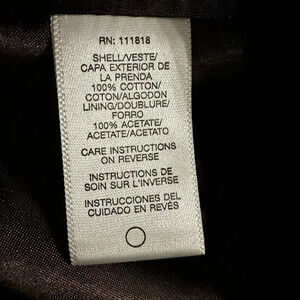 RN: 111818
SHELL/VESTE/
CAPA EXTERIOR DE
LA PRENDA
100% COTTON/
COTON/ALGODON
LINING/DOUBLURE/
FORRO
100% ACETATE/
ACETATE/ACETATO
CARE INSTRUCTIONS
ON REVERSE
INSTRUCTIONS DE
SOIN SUR L'INVERSE
INSTRUCCIONES DEL
CUIDADO EN REVÉS